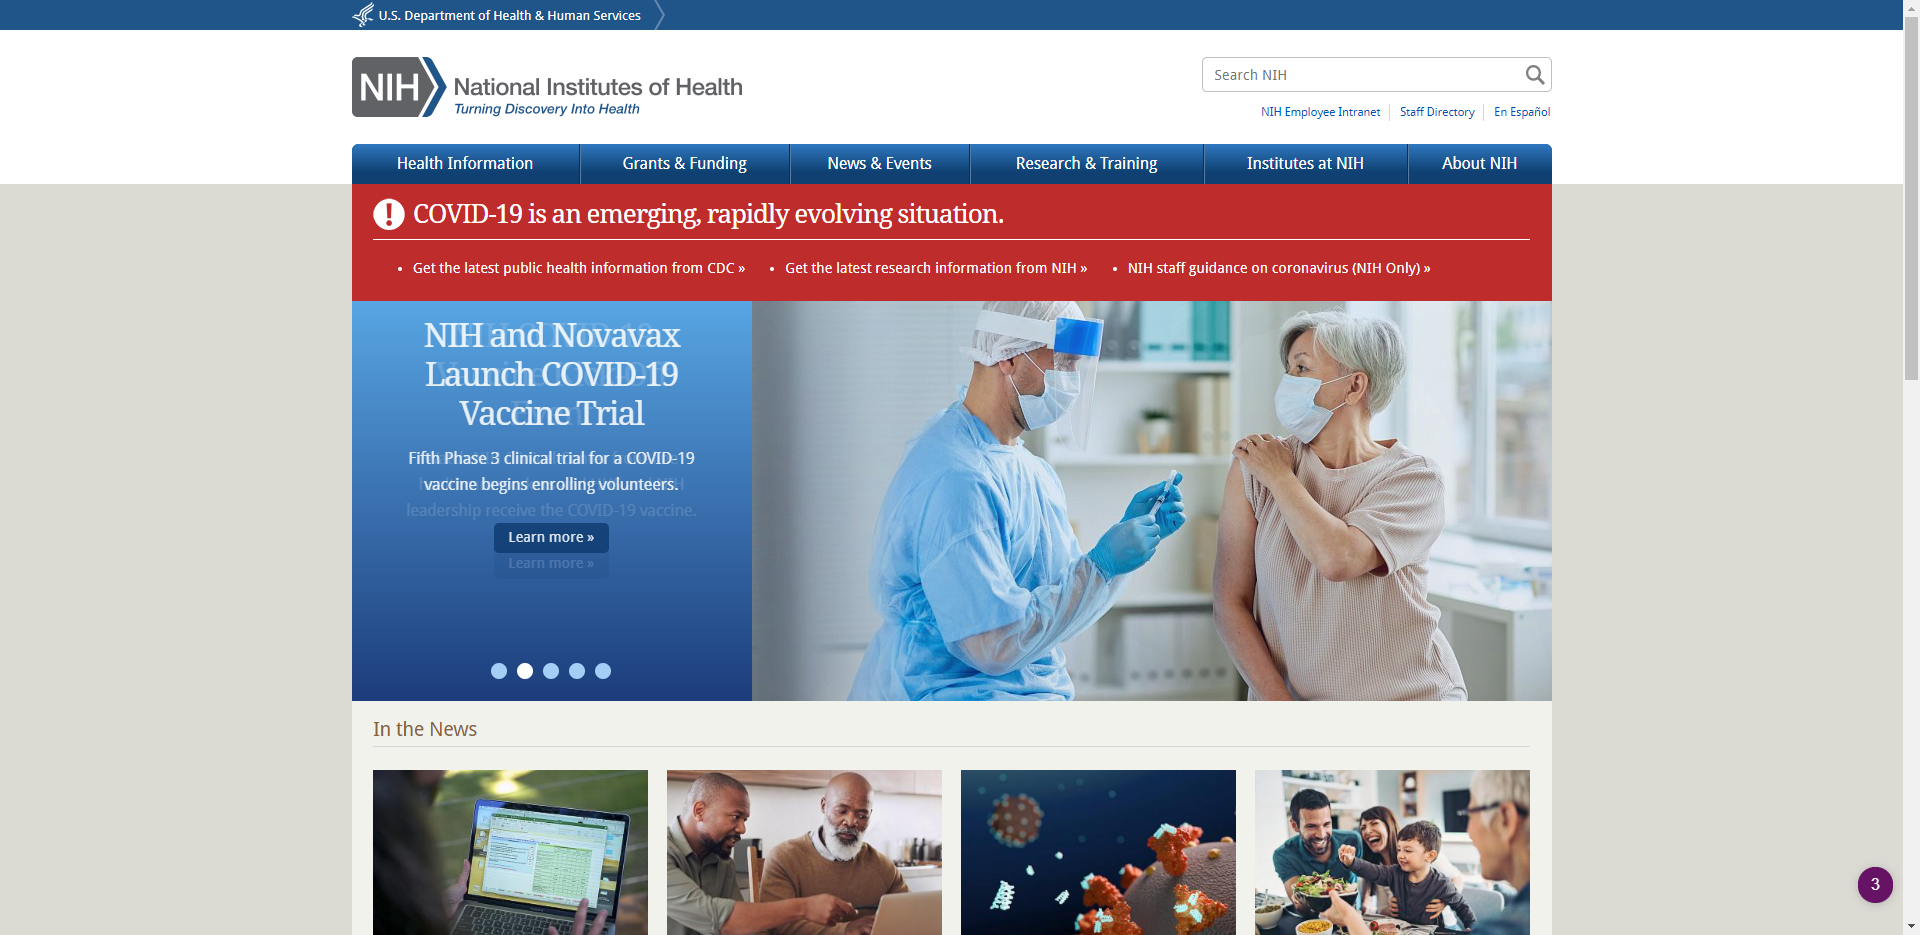 U.S. Department of Health & Human Services
NIH National Institutes of Health
Turning Discovery Into Health
Search NIH
NIH Employee Intranet
Staff Directory
En Español
Health Information
Grants & Funding
News & Events
Research & Training
Institutes at NIH
About NIH
COVID-19 is an emerging, rapidly evolving situation.
• Get the latest public health information from CDC »
• Get the latest research information from NIH »
• NIH staff guidance on coronavirus (NIH Only) »
NIH and Novavax
Launch COVID-19
Vaccine Trial
Fifth Phase 3 clinical trial for a COVID-19
vaccine begins enrolling volunteers.
leadership receive the COVID-19 vaccine.
Learn more »
Learn more »
In the News
3